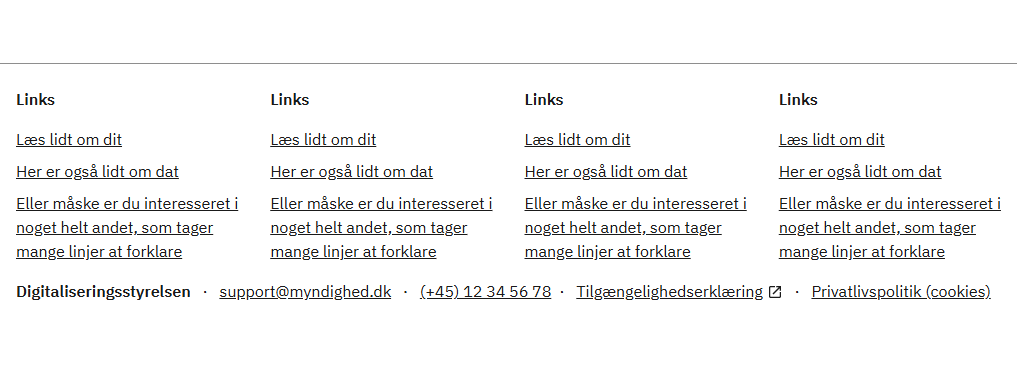 Links
Læs lidt om dit
Her er også lidt om dat
Eller måske er du interesseret i
noget helt andet, som tager
mange linjer at forklare
Links
Læs lidt om dit
Her er også lidt om dat
Eller måske er du interesseret i
noget helt andet, som tager
mange linjer at forklare
Links
Læs lidt om dit
Her er også lidt om dat
Eller måske er du interesseret i
noget helt andet, som tager
mange linjer at forklare
Links
Læs lidt om dit
Her er også lidt om dat
Eller måske er du interesseret i
noget helt andet, som tager
mange linjer at forklare
Digitaliseringsstyrelsen · support@myndighed.dk · (+45) 12 34 56 78 · Tilgængelighedserklæring · Privatlivspolitik (cookies)